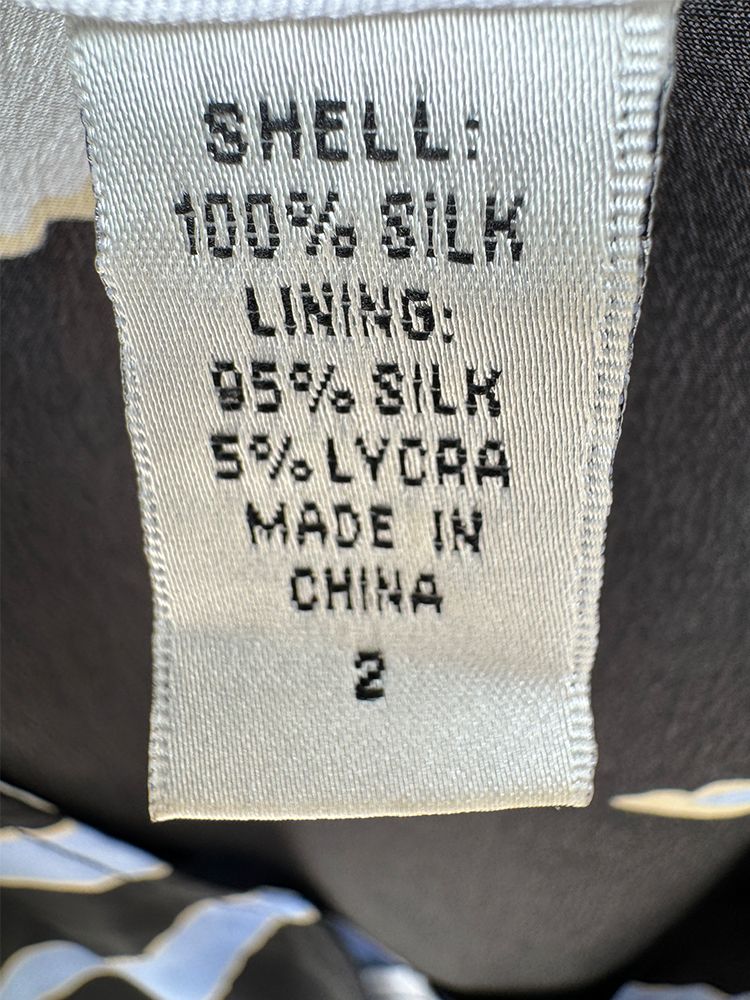 SHELL:
100% SILK
LINING:
95% SILK
5% LYCRA
MADE IN
CHINA
2